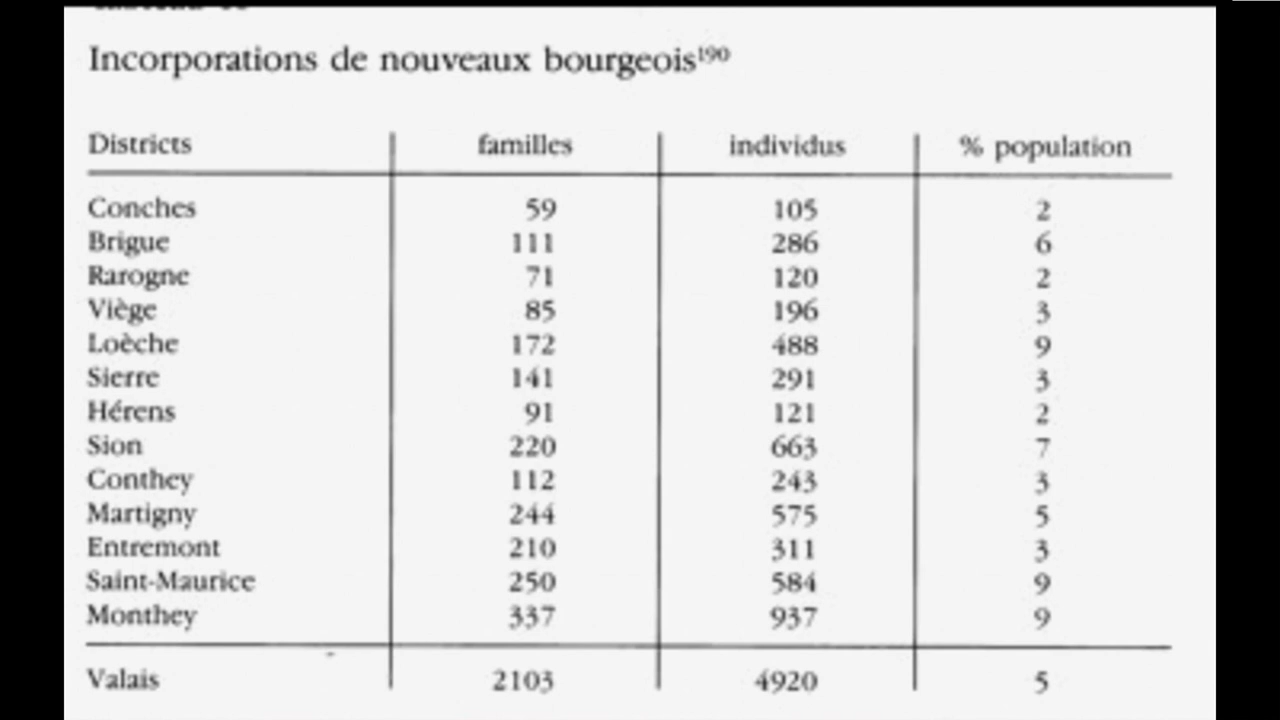 Incorporations de nouveaux bourgeois¹⁹⁰
Districts familles individus % population
Conches 59 105 2
Brigue 111 286 6
Rarogne 71 120 2
Viège 85 196 3
Loèche 172 488 9
Sierre 141 291 3
Hérens 91 121 2
Sion 220 663 7
Conthey 112 243 3
Martigny 244 575 5
Entremont 210 311 3
Saint-Maurice 250 584 9
Monthey 337 937 9
Valais 2103 4920 5